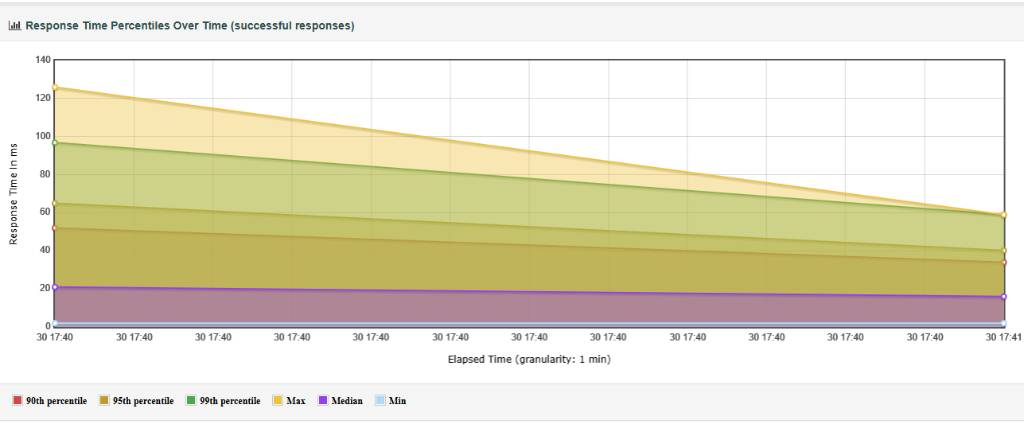 Response Time Percentiles Over Time (successful responses)
140
120
100
80
60
40
20
0
Response Time In ms
30 17:40 30 17:40 30 17:40 30 17:40 30 17:40 30 17:40 30 17:40 30 17:40 30 17:40 30 17:40 30 17:40 30 17:40 30 17:41
Elapsed Time (granularity: 1 min)
90th percentile 95th percentile 99th percentile Max Median Min